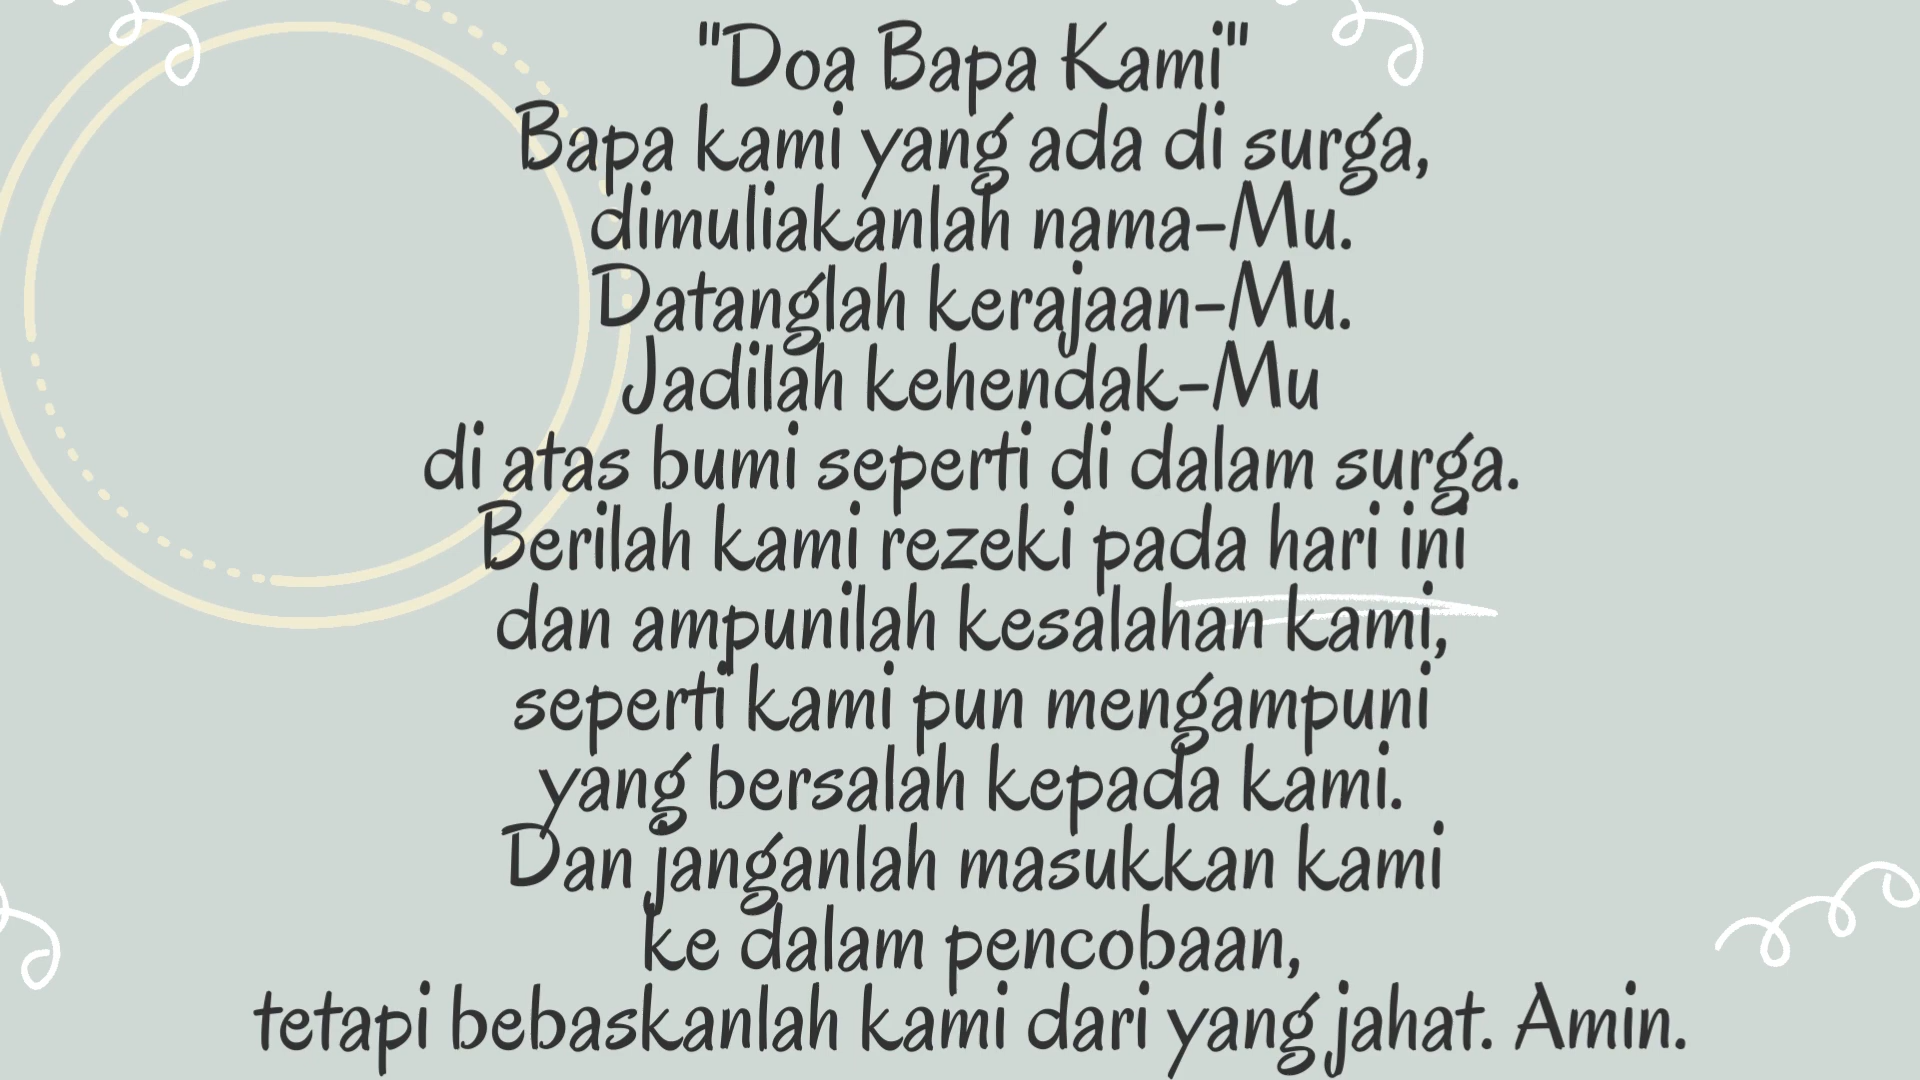 "Doa Bapa Kami"
Bapa kami yang ada di surga,
dimuliakanlah nama-Mu.
Datanglah kerajaan-Mu.
Jadilah kehendak-Mu
di atas bumi seperti di dalam surga.
Berilah kami rezeki pada hari ini
dan ampunilah kesalahan kami,
seperti kami pun mengampuni
yang bersalah kepada kami.
Dan janganlah masukkan kami
ke dalam pencobaan,
tetapi bebaskanlah kami dari yang jahat. Amin.